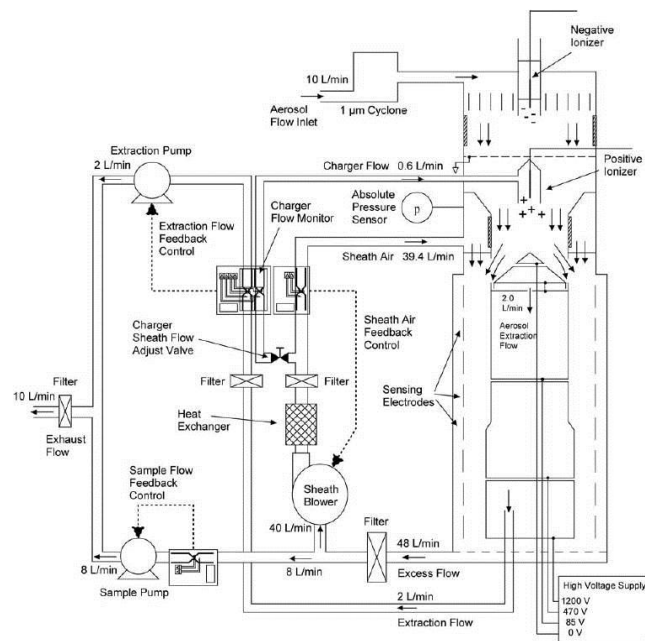 Negative
Ionizer
10 L/min
Aerosol
Flow Inlet
1 µm Cyclone
Extraction Pump
2 L/min
Charger Flow 0.6 L/min
Positive
Ionizer
Absolute
Pressure
Sensor
p
Charger
Flow Monitor
Extraction Flow
Feedback
Control
Sheath Air 39.4 L/min
2.0
L/min
Aerosol
Extraction
Flow
Sheath Air
Feedback
Control
Charger
Sheath Flow
Adjust Valve
Filter
Filter
Sensing
Electrodes
Filter
10 L/min
Exhaust
Flow
Heat
Exchanger
Sample Flow
Feedback
Control
Sheath
Blower
40 L/min
Filter
48 L/min
8 L/min
8 L/min
Excess Flow
Sample Pump
2 L/min
Extraction Flow
High Voltage Supply
1200 V
470 V
85 V
0 V